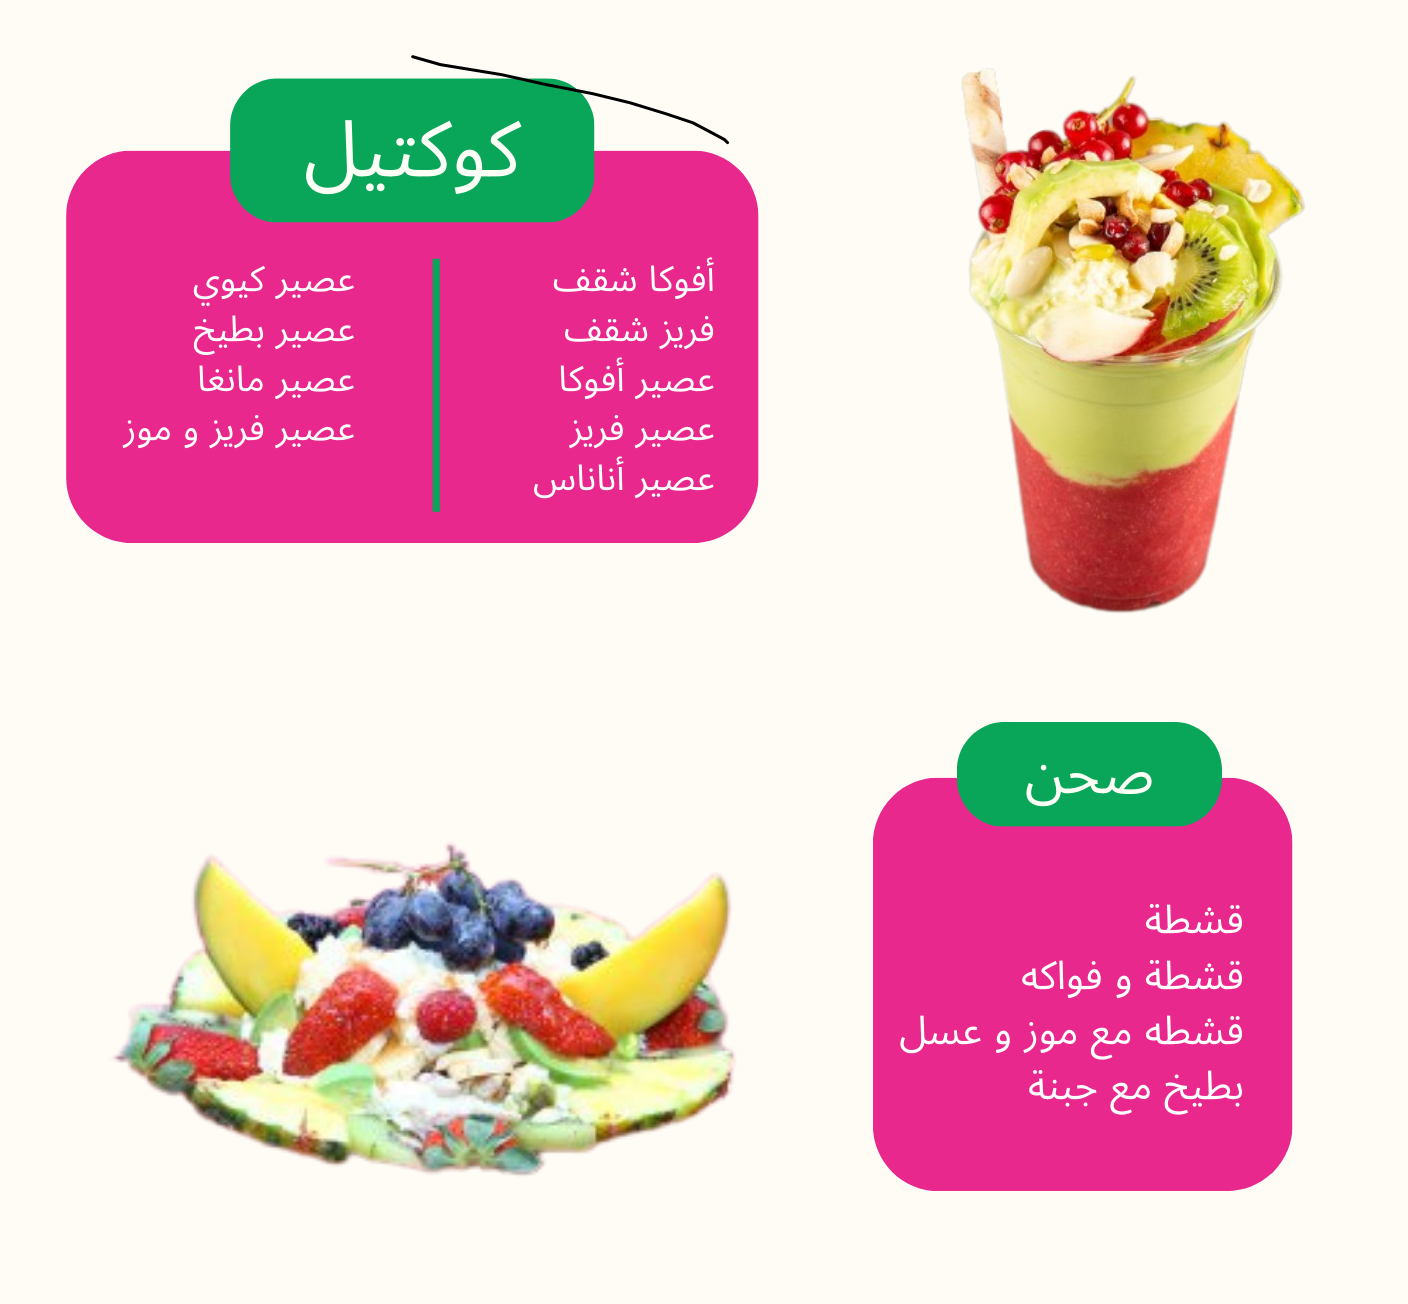 كوكتيل
أفوكا شقف
فريز شقف
عصير أفوكا
عصير فريز
عصير أناناس
عصير كيوي
عصير بطيخ
عصير مانغا
عصير فريز و موز
صحن
قشطة
قشطة و فواكه
قشطه مع موز و عسل
بطيخ مع جبنة